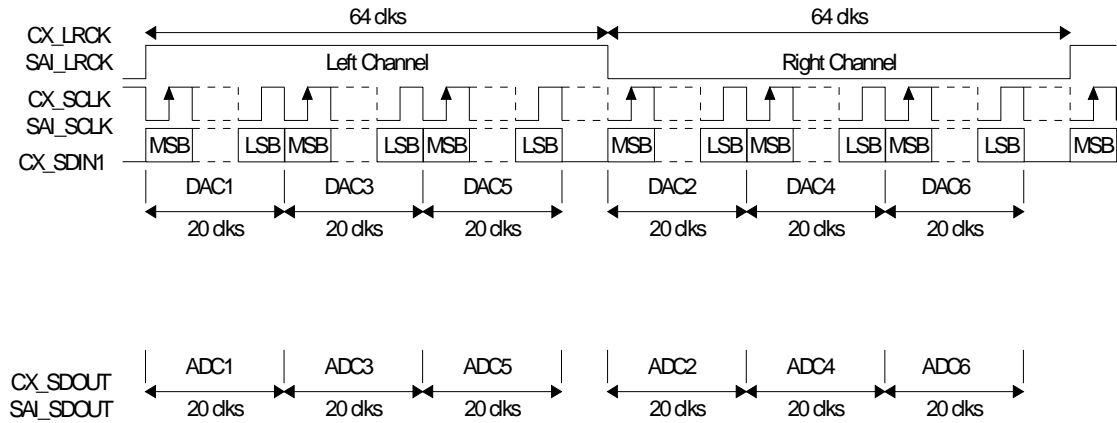 64 clks 64 clks
CX_LRCK
SAI_LRCK Left Channel Right Channel
CX_SCLK
SAI_SCLK
CX_SDIN1 MSB LSB MSB LSB MSB LSB MSB LSB MSB LSB MSB LSB MSB
DAC1 DAC3 DAC5 DAC2 DAC4 DAC6
20 clks 20 clks 20 clks 20 clks 20 clks 20 clks
ADC1 ADC3 ADC5 ADC2 ADC4 ADC6
CX_SDOUT
SAI_SDOUT 20 clks 20 clks 20 clks 20 clks 20 clks 20 clks